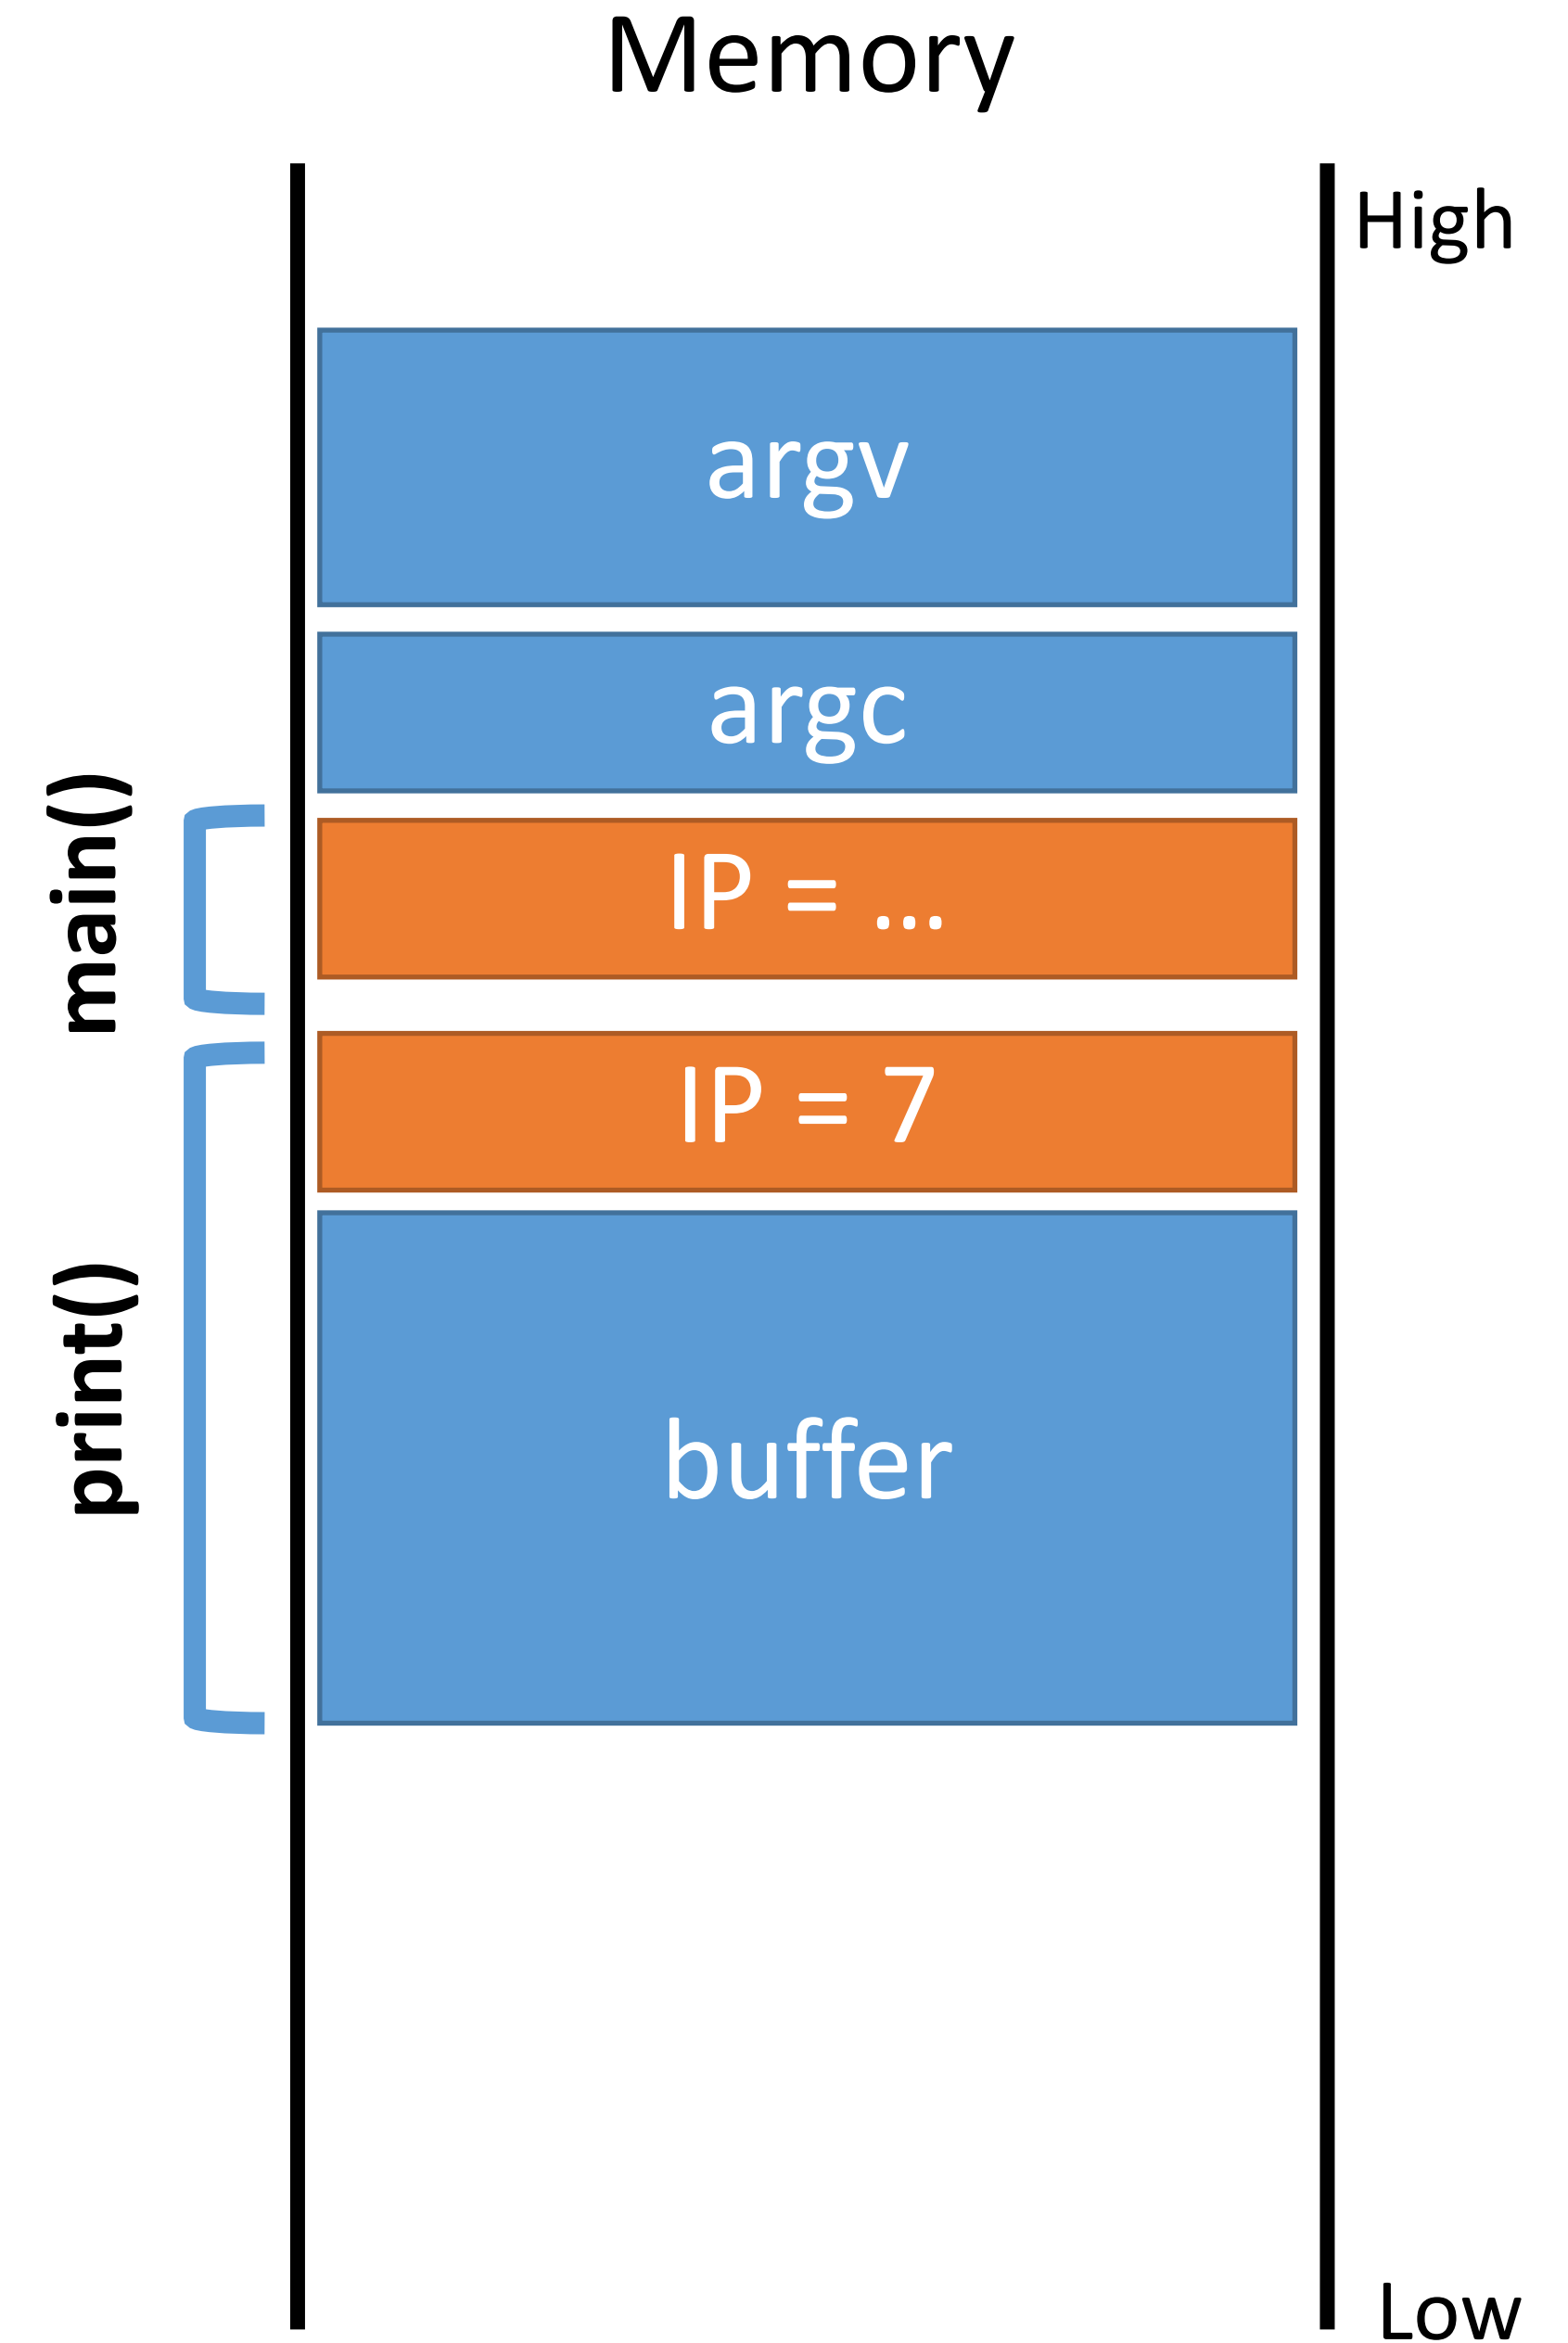 Memory
High
argv
argc
main()
IP = …
IP = 7
print()
buffer
Low